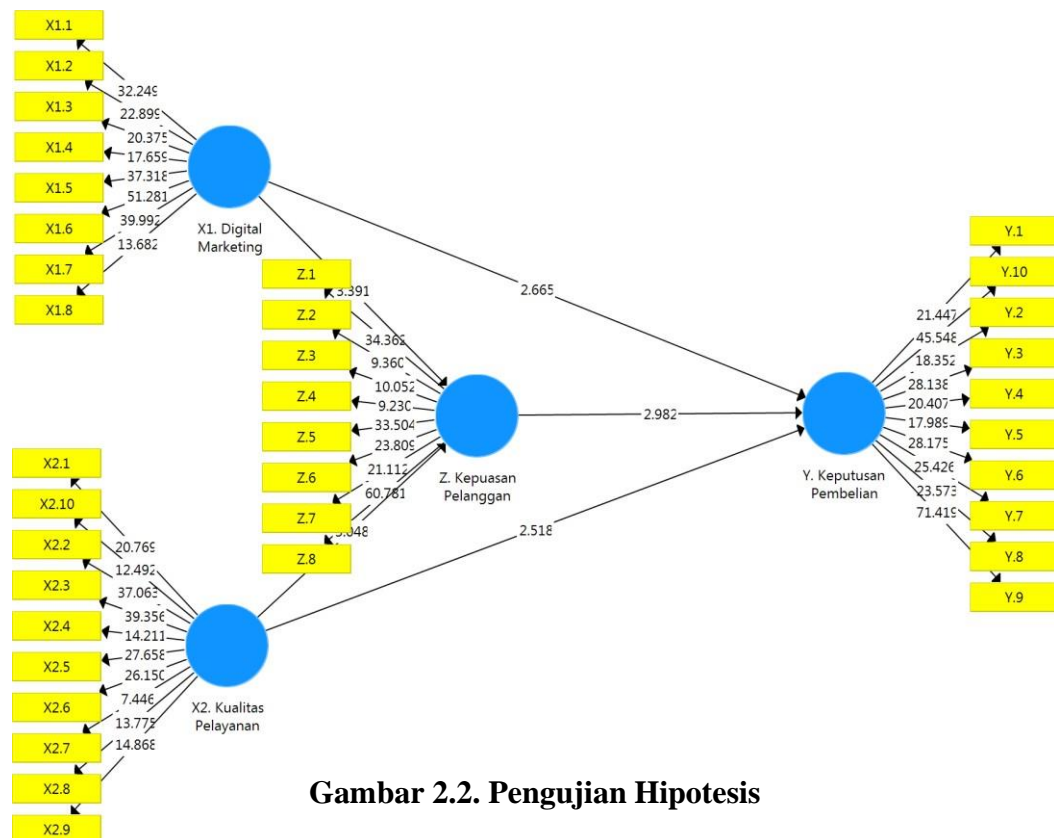 X1.1
X1.2
X1.3
X1.4
X1.5
X1.6
X1.7
X1.8
32.249
22.899
20.375
17.659
37.318
51.281
39.992
13.682
X1. Digital
Marketing
3.391
2.665
Z.1
Z.2
Z.3
Z.4
Z.5
Z.6
Z.7
Z.8
34.362
9.360
10.052
9.230
33.504
23.809
21.112
60.781
Z. Kepuasan
Pelanggan
2.982
2.518
X2.1
X2.10
X2.2
X2.3
X2.4
X2.5
X2.6
X2.7
X2.8
X2.9
20.769
12.492
37.063
39.356
14.211
27.658
26.150
7.446
13.775
14.868
X2. Kualitas
Pelayanan
Y. Keputusan
Pembelian
21.447
45.548
18.352
28.138
20.407
17.989
28.175
25.426
23.573
71.419
Y.1
Y.10
Y.2
Y.3
Y.4
Y.5
Y.6
Y.7
Y.8
Y.9
Gambar 2.2. Pengujian Hipotesis